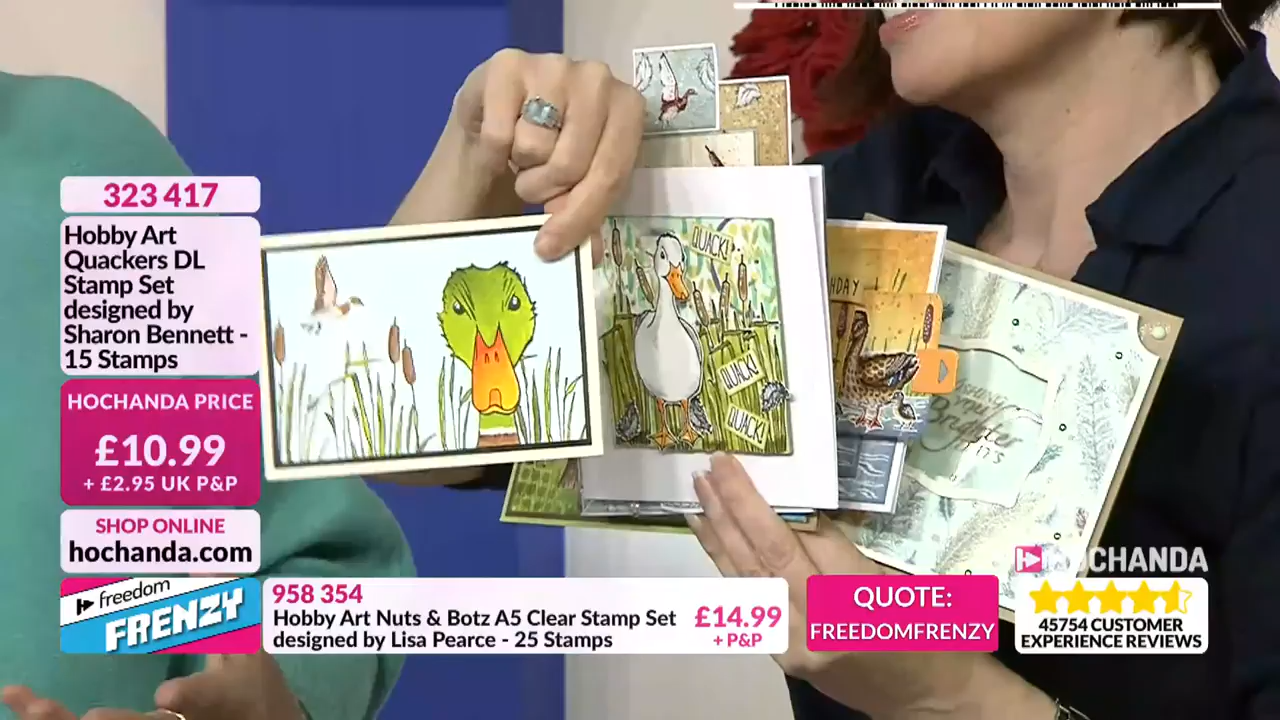 323 417
Hobby Art
Quackers DL
Stamp Set
designed by
Sharon Bennett -
15 Stamps
HOCHANDA PRICE
£10.99
+ £2.95 UK P&P
SHOP ONLINE
hochanda.com
freedom
FRENZY
958 354
Hobby Art Nuts & Botz A5 Clear Stamp Set
designed by Lisa Pearce - 25 Stamps
£14.99
+ P&P
QUOTE:
FREEDOMFRENZY
HOCHANDA
45754 CUSTOMER
EXPERIENCE REVIEWS
QUACK!
QUACK!
QUACK!